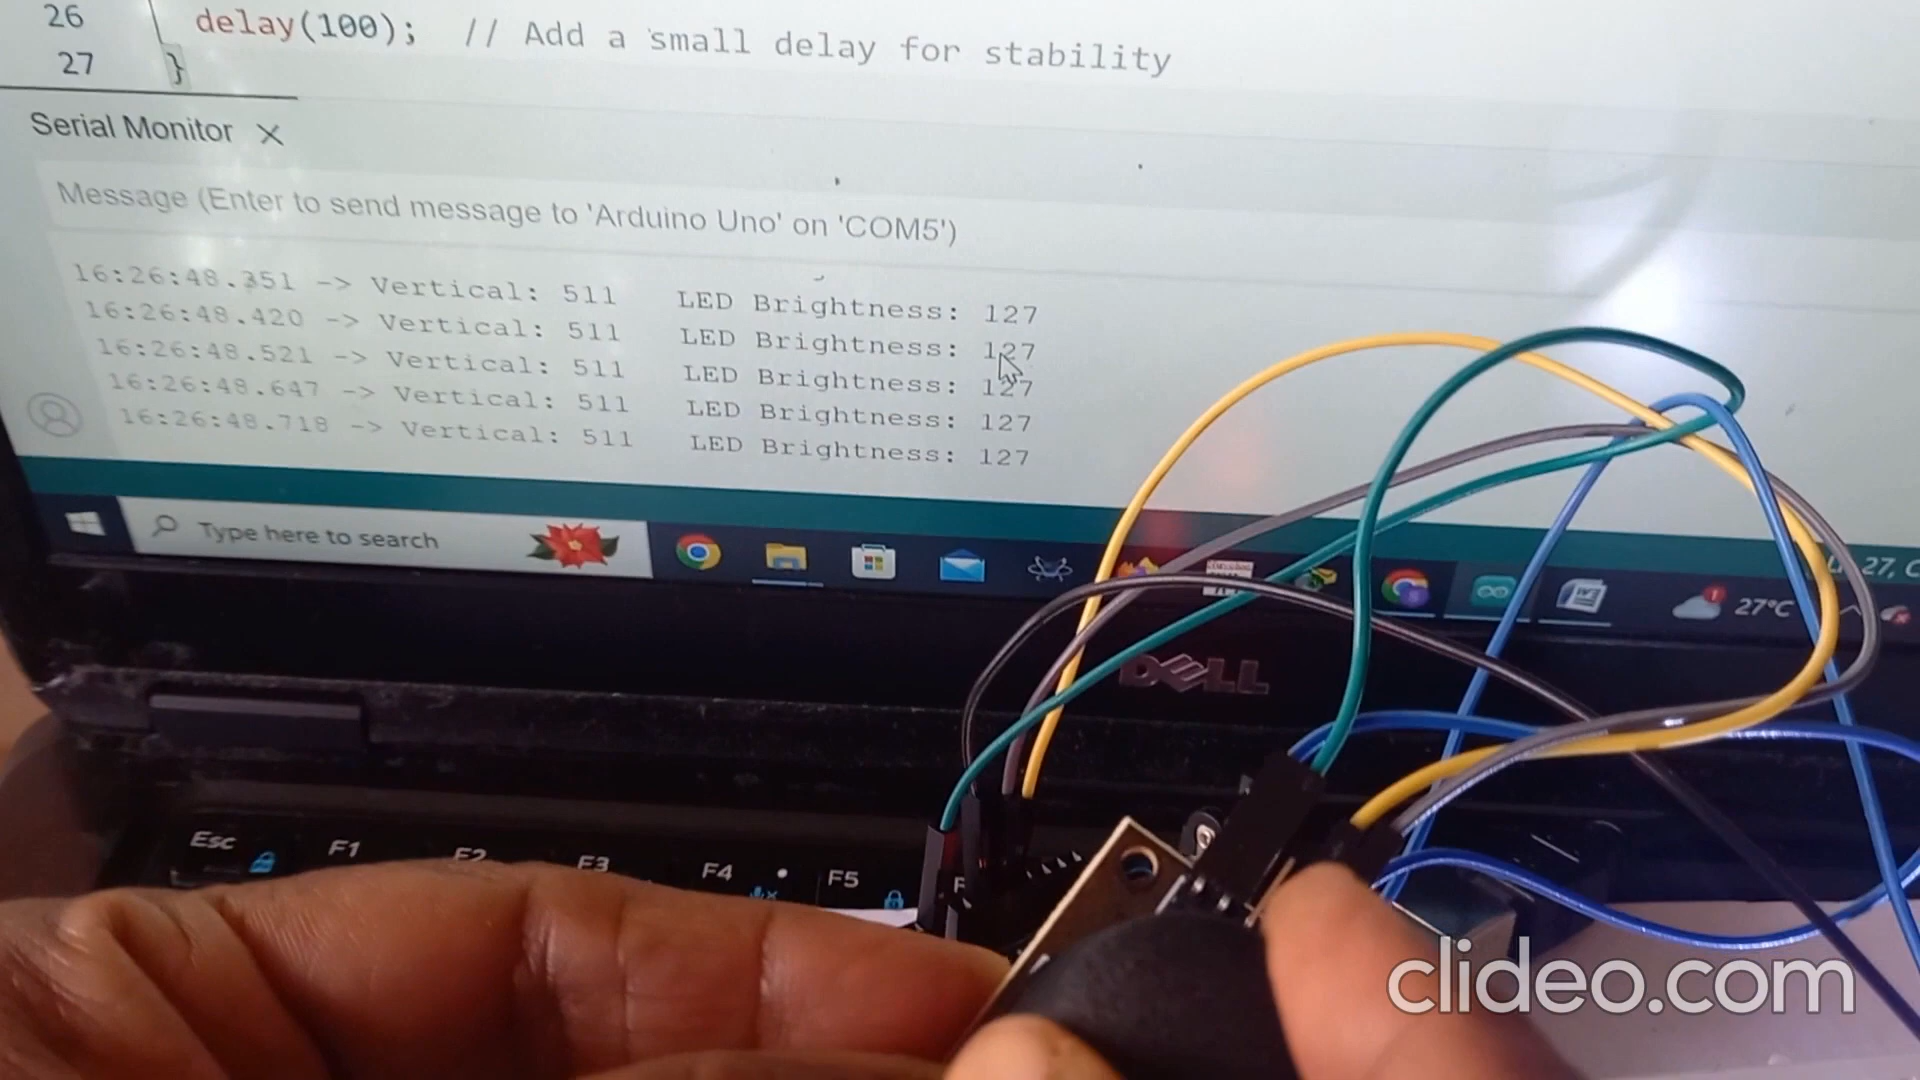 26 delay(100); // Add a small delay for stability
27 }
Serial Monitor X
Message (Enter to send message to 'Arduino Uno' on 'COM5')
16:26:48.351 -> Vertical: 511 LED Brightness: 127
16:26:48.420 -> Vertical: 511 LED Brightness: 127
16:26:48.521 -> Vertical: 511 LED Brightness: 127
16:26:48.647 -> Vertical: 511 LED Brightness: 127
16:26:48.718 -> Vertical: 511 LED Brightness: 127
Type here to search
27, C
1 27°C
DELL
Esc F1 F2 F3 F4 F5 F
clideo.com